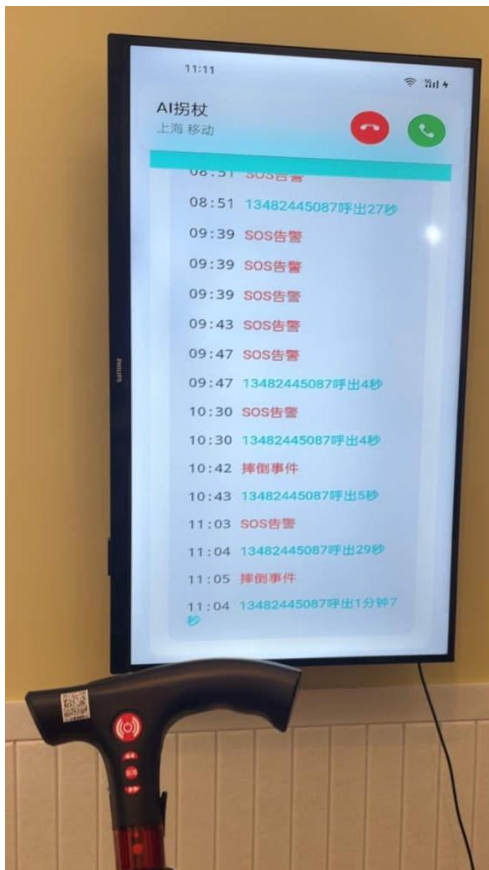 11:11
AI拐杖
上海 移动
08:51 SOS告警
08:51 13482445087呼出27秒
09:39 SOS告警
09:39 SOS告警
09:39 SOS告警
09:43 SOS告警
09:47 SOS告警
09:47 13482445087呼出4秒
10:30 SOS告警
10:30 13482445087呼出4秒
10:42 摔倒事件
10:43 13482445087呼出5秒
11:03 SOS告警
11:04 13482445087呼出29秒
11:05 摔倒事件
11:04 13482445087呼出1分钟7
秒
PHILIPS